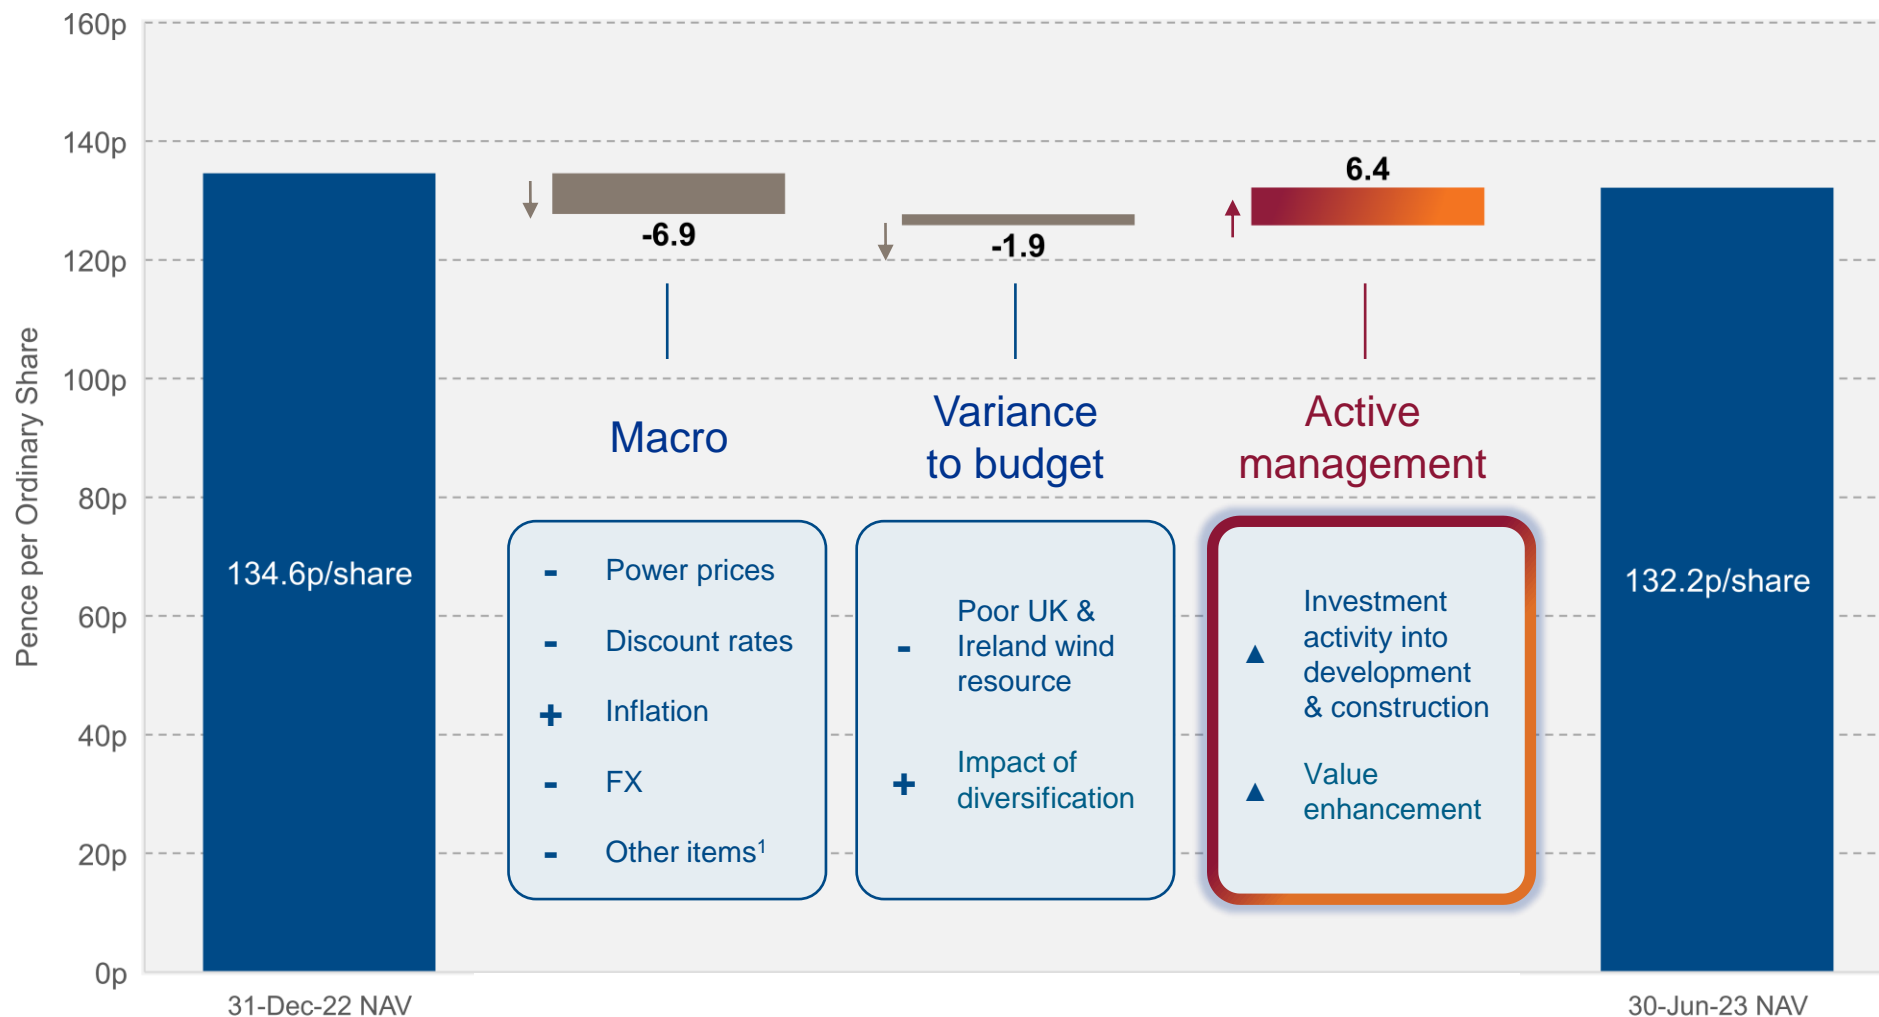 160p
140p
120p
100p
80p
60p
40p
20p
0p
Pence per Ordinary Share
134.6p/share
31-Dec-22 NAV
-6.9
Macro
- Power prices
- Discount rates
+ Inflation
- FX
- Other items¹
-1.9
Variance
to budget
Poor UK &
- Ireland wind
resource
Impact of
+ diversification
6.4
Active
management
Investment
activity into
▲ development
& construction
Value
▲ enhancement
132.2p/share
30-Jun-23 NAV